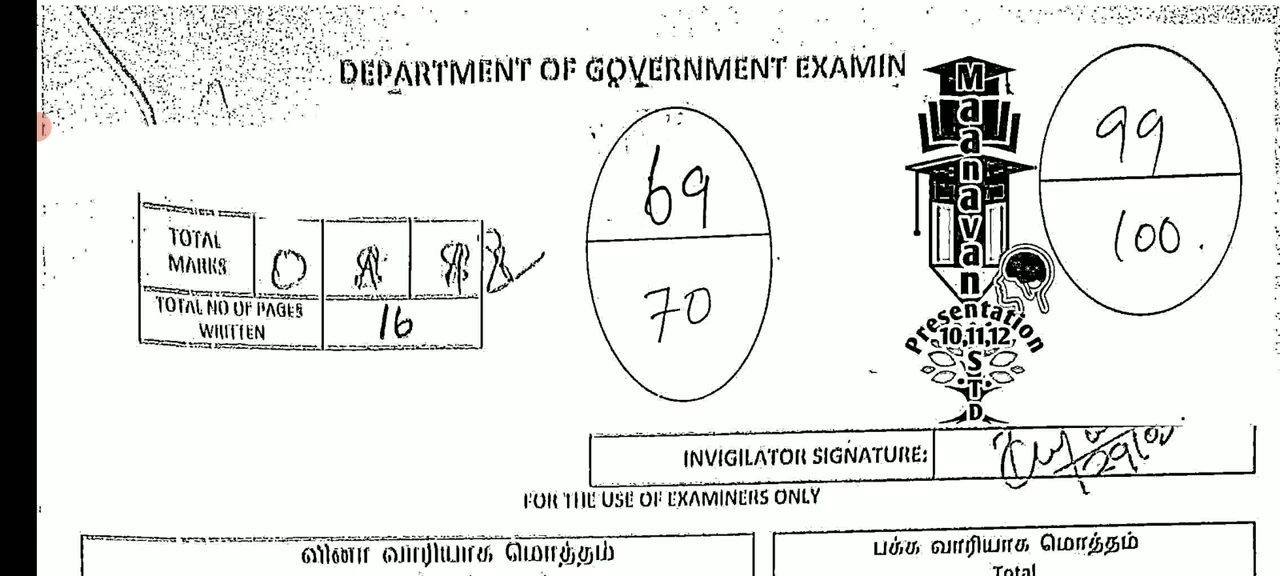 DEPARTMENT OF GOVERNMENT EXAMIN
Maanavan
Presentation
10,11,12,
S.T.D
99
100.
69
70
TOTAL MARKS 0
TOTAL NO OF PAGES WRITTEN 16
INVIGILATOR SIGNATURE:
FOR THE USE OF EXAMINERS ONLY
வினா வாரியாக மொத்தம்
பக்க வாரியாக மொத்தம்
Total